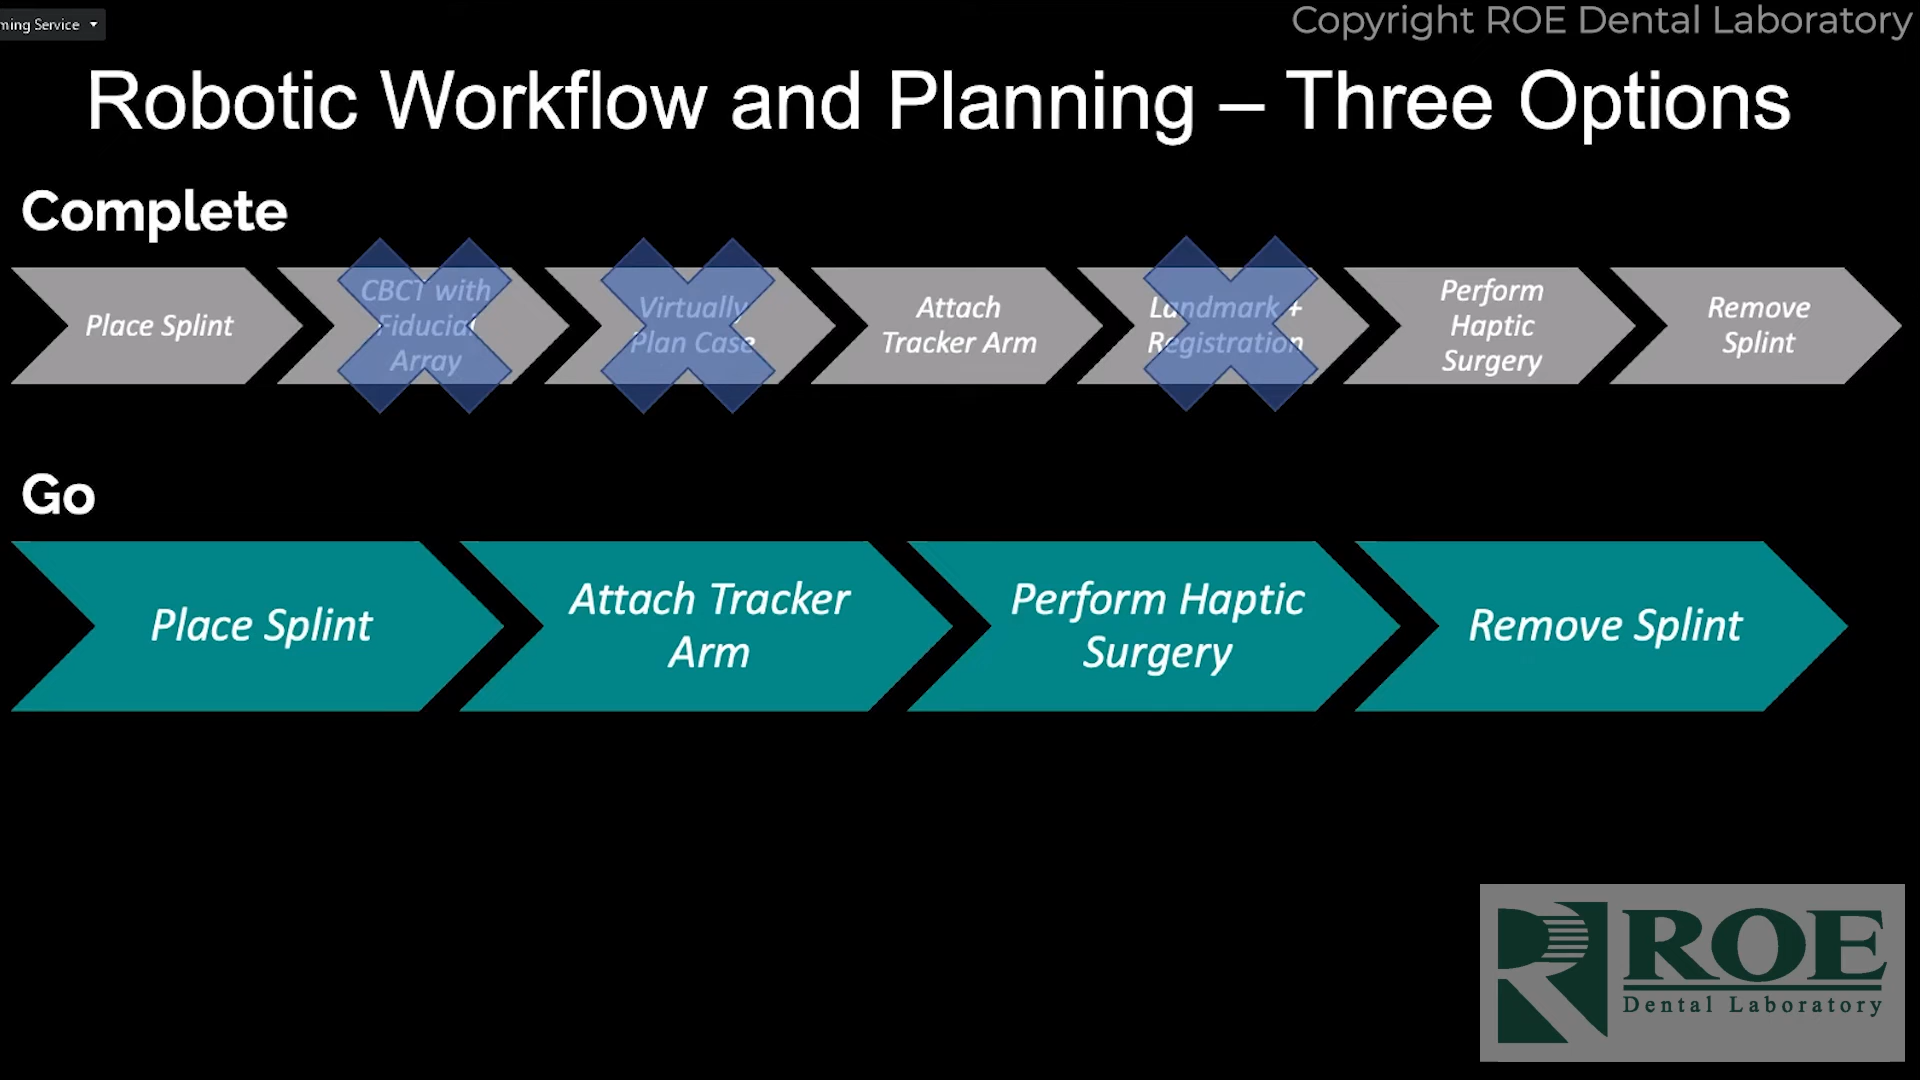 ming Service
Copyright ROE Dental Laboratory
Robotic Workflow and Planning – Three Options
Complete
Place Splint
CBCT with
Fiducial
Array
Virtually
Plan Case
Attach
Tracker Arm
Landmark +
Registration
Perform
Haptic
Surgery
Remove
Splint
Go
Place Splint
Attach Tracker
Arm
Perform Haptic
Surgery
Remove Splint
ROE
Dental Laboratory